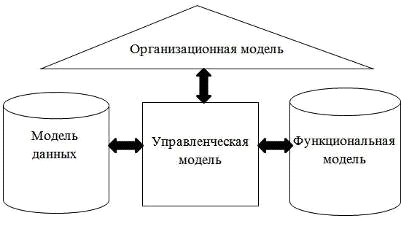 Организационная модель
Модель
данных
Управленческая
модель
Функциональная
модель